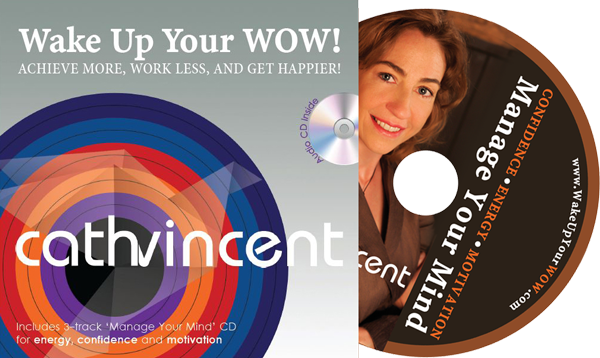 Wake Up Your WOW!
ACHIEVE MORE, WORK LESS, AND GET HAPPIER!
Audio CD inside
cathvincent
Includes 3-track 'Manage Your Mind' CD
for energy, confidence and motivation
CONFIDENCE • ENERGY • MOTIVATION
Manage Your Mind
www.WakeUpYourWOW.com
cent